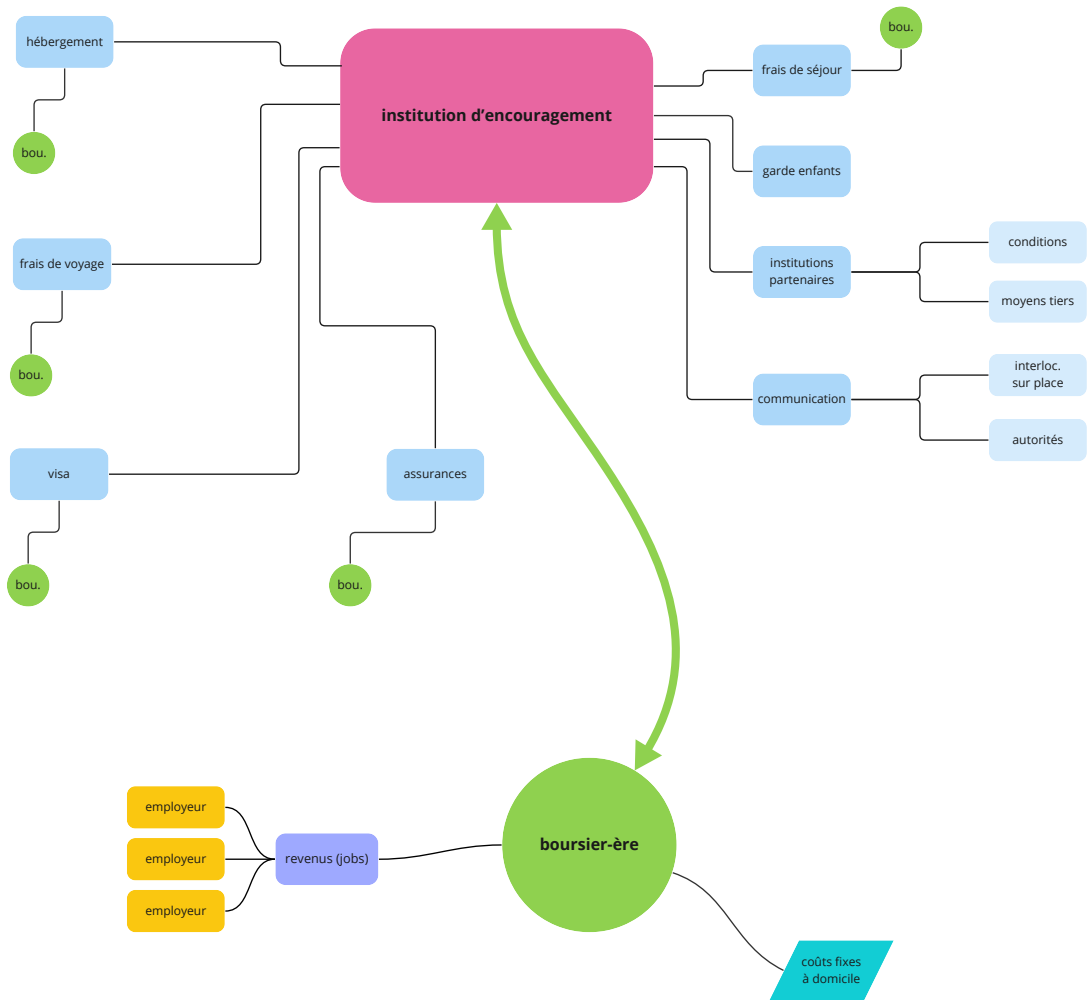 bou.
hébergement
frais de séjour
institution d’encouragement
bou.
garde enfants
conditions
frais de voyage
institutions
partenaires
moyens tiers
bou.
interloc.
sur place
communication
autorités
visa
assurances
bou.
bou.
employeur
boursier-ère
employeur
revenus (jobs)
employeur
coûts fixes
à domicile